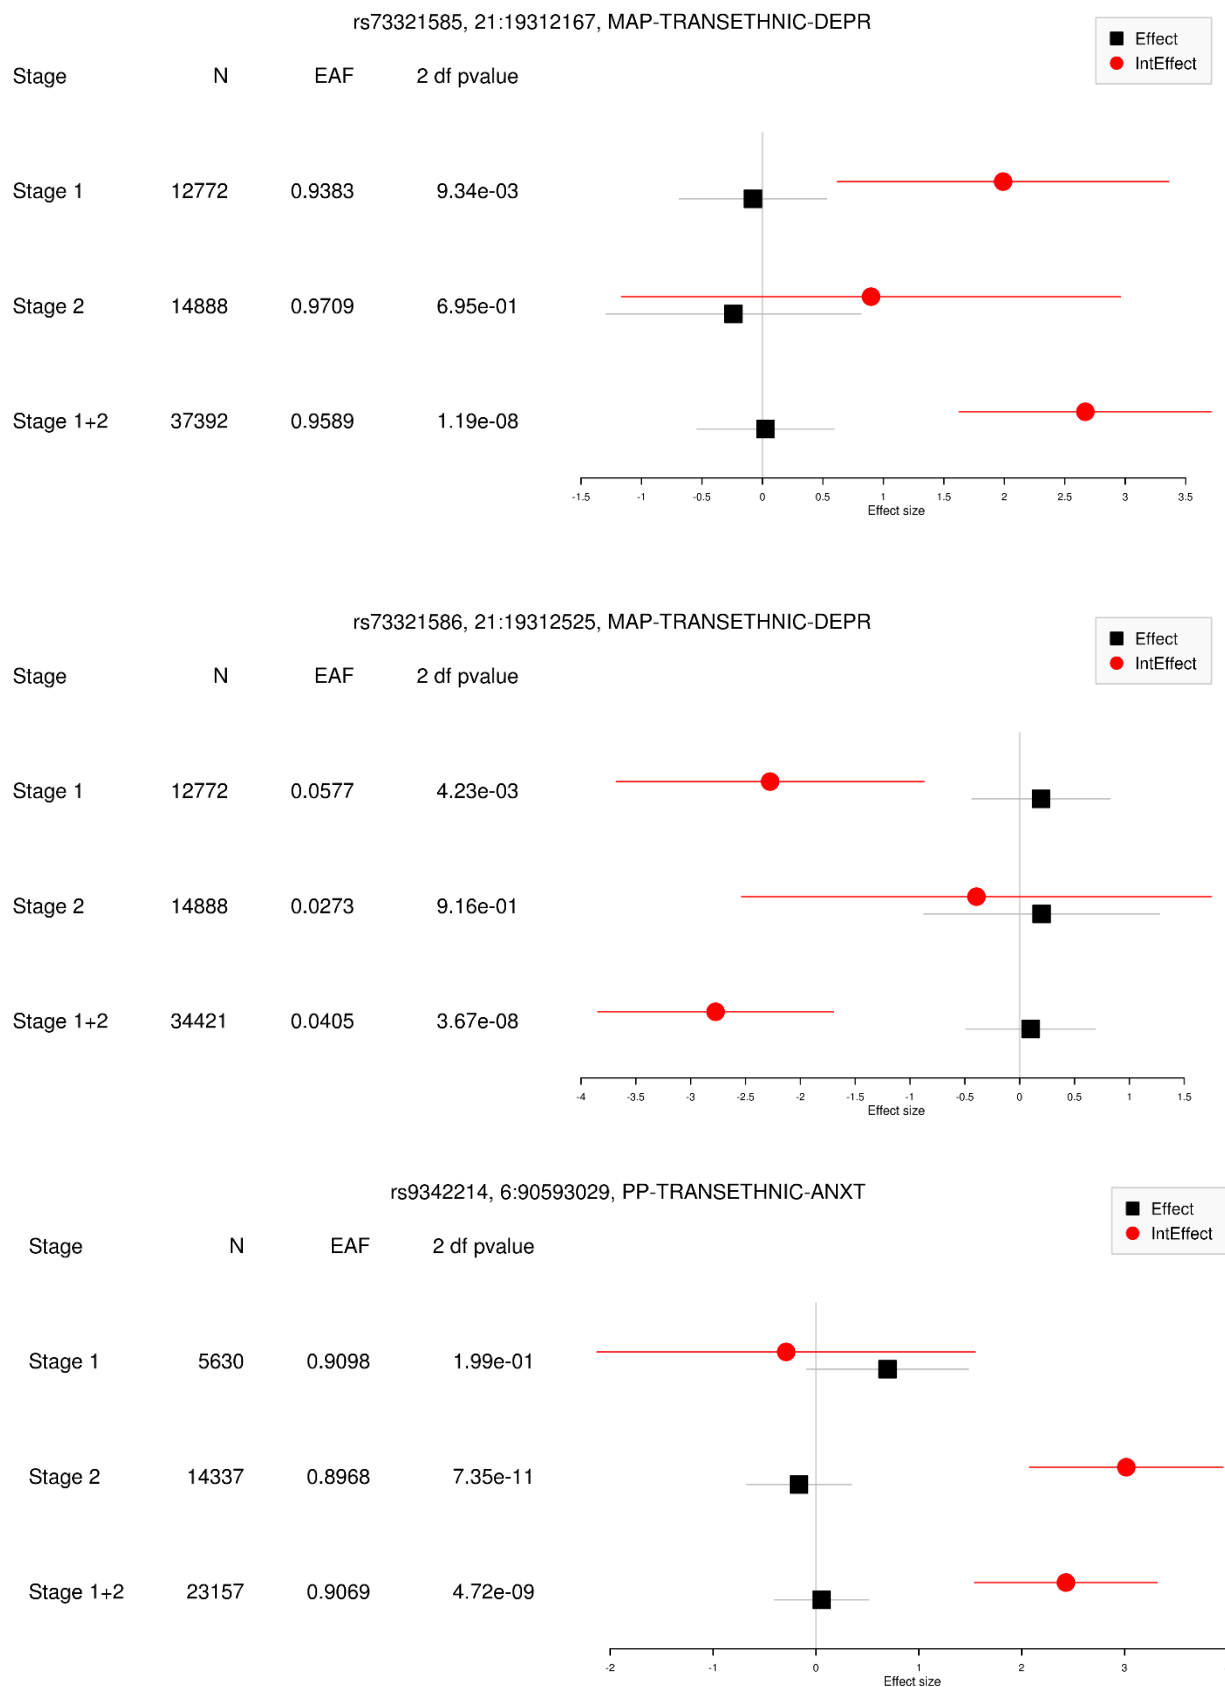 rs73321585, 21:19312167, MAP-TRANSETHNIC-DEPR
Effect
IntEffect
Stage N EAF 2 df pvalue
Stage 1 12772 0.9383 9.34e-03
Stage 2 14888 0.9709 6.95e-01
Stage 1+2 37392 0.9589 1.19e-08
-1.5 -1 -0.5 0 0.5 1 1.5 2 2.5 3 3.5
Effect size
rs73321586, 21:19312525, MAP-TRANSETHNIC-DEPR
Effect
IntEffect
Stage N EAF 2 df pvalue
Stage 1 12772 0.0577 4.23e-03
Stage 2 14888 0.0273 9.16e-01
Stage 1+2 34421 0.0405 3.67e-08
-4 -3.5 -3 -2.5 -2 -1.5 -1 -0.5 0 0.5 1 1.5
Effect size
rs9342214, 6:90593029, PP-TRANSETHNIC-ANXT
Effect
IntEffect
Stage N EAF 2 df pvalue
Stage 1 5630 0.9098 1.99e-01
Stage 2 14337 0.8968 7.35e-11
Stage 1+2 23157 0.9069 4.72e-09
-2 -1 0 1 2 3
Effect size